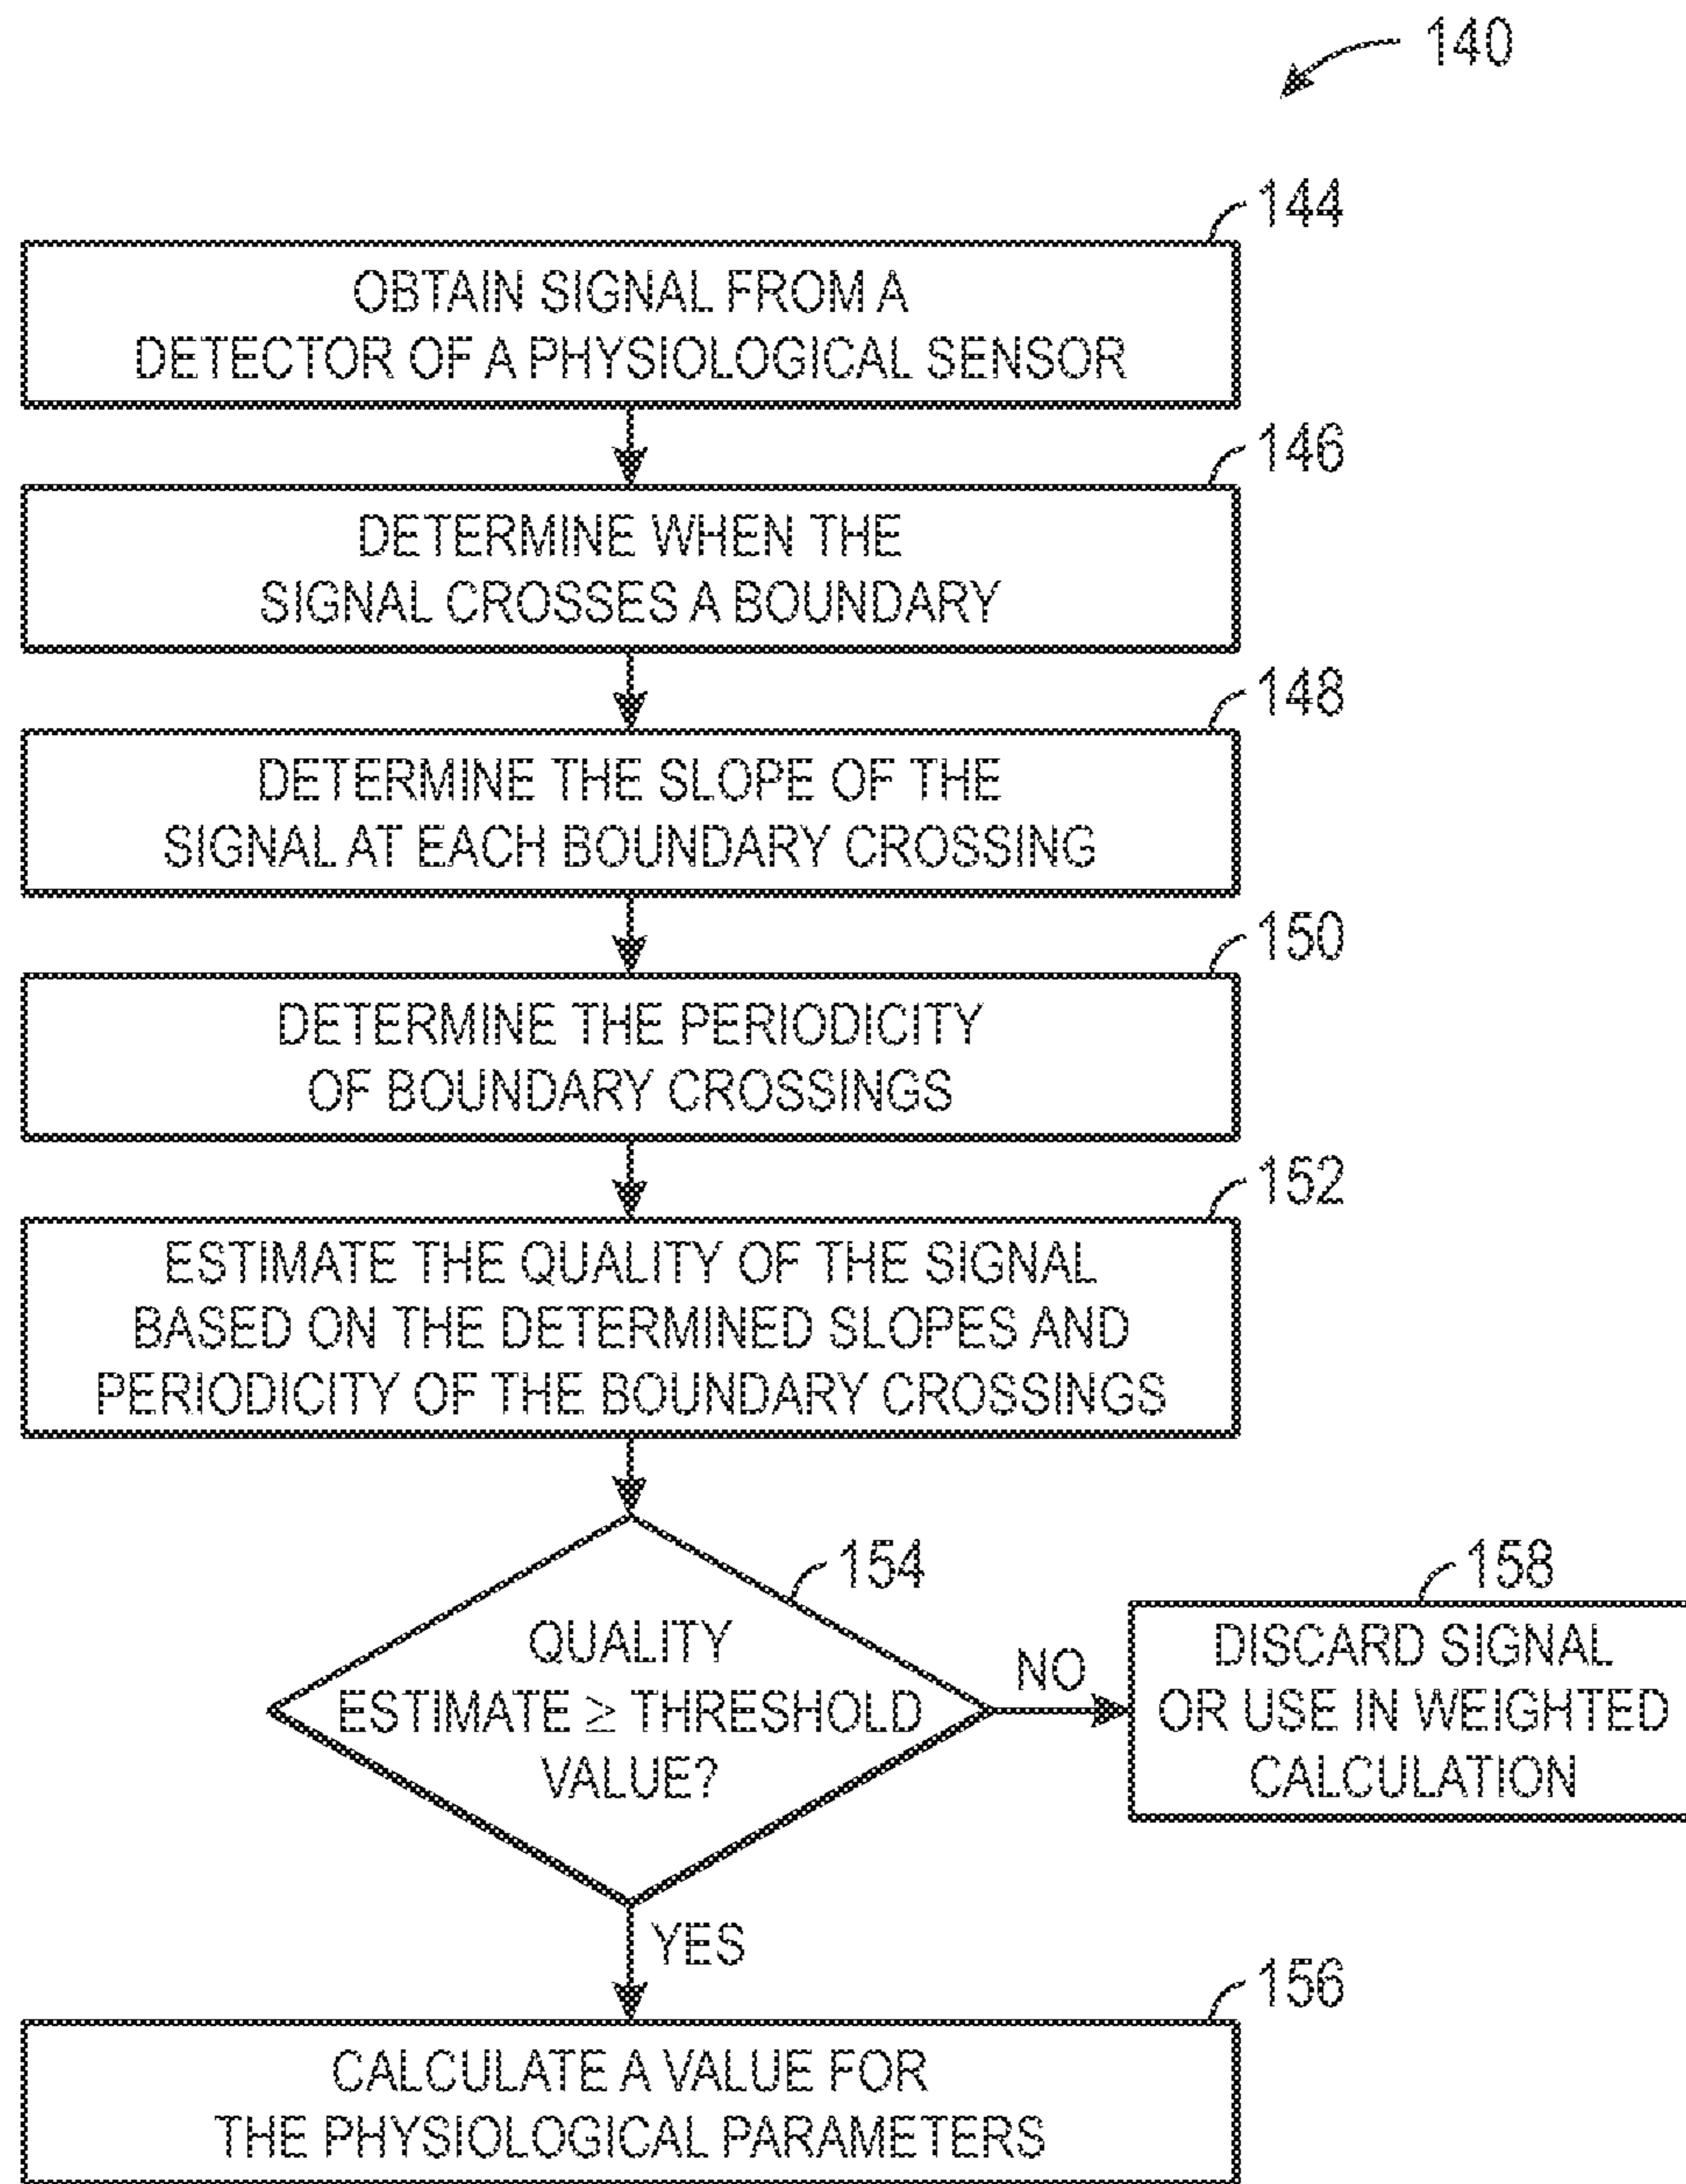 140
144
OBTAIN SIGNAL FROM A
DETECTOR OF A PHYSIOLOGICAL SENSOR
146
DETERMINE WHEN THE
SIGNAL CROSSES A BOUNDARY
148
DETERMINE THE SLOPE OF THE
SIGNAL AT EACH BOUNDARY CROSSING
150
DETERMINE THE PERIODICITY
OF BOUNDARY CROSSINGS
152
ESTIMATE THE QUALITY OF THE SIGNAL
BASED ON THE DETERMINED SLOPES AND
PERIODICITY OF THE BOUNDARY CROSSINGS
154
QUALITY
ESTIMATE ≥ THRESHOLD
VALUE?
NO
158
DISCARD SIGNAL
OR USE IN WEIGHTED
CALCULATION
YES
156
CALCULATE A VALUE FOR
THE PHYSIOLOGICAL PARAMETERS